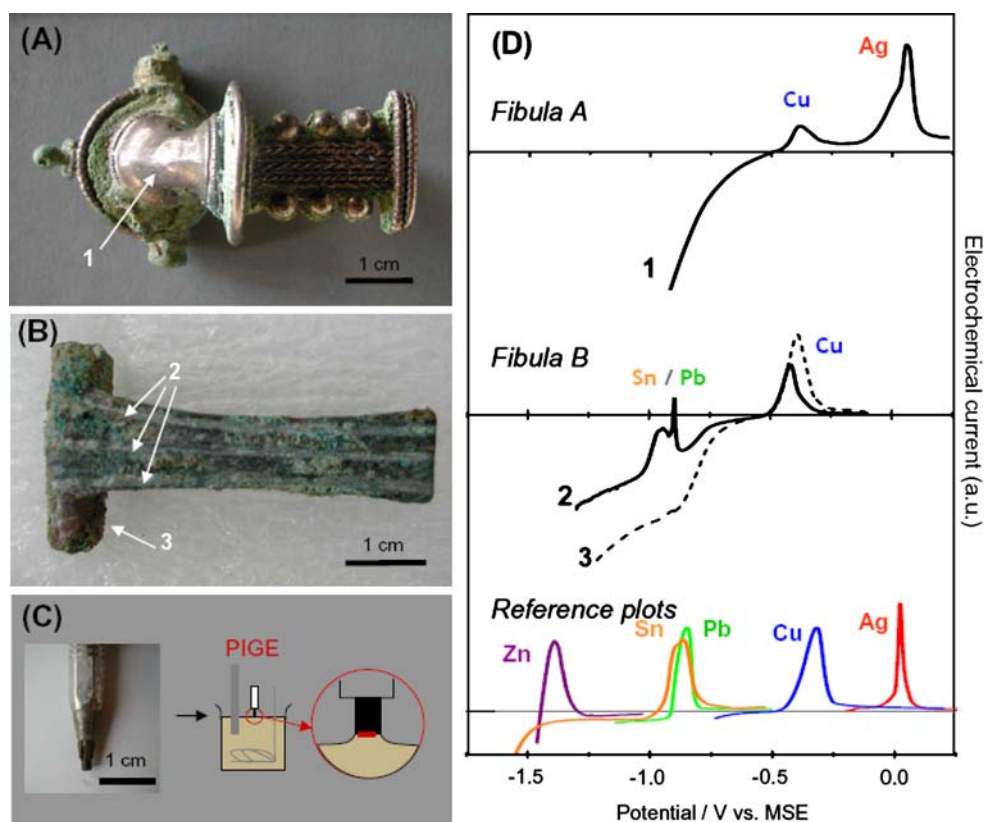 (A)
1
1 cm
(B)
2
3
1 cm
(C)
PIGE
1 cm
(D)
Ag
Cu
Fibula A
1
Fibula B
Cu
Sn / Pb
2
3
Reference plots
Zn
Sn
Pb
Cu
Ag
-1.5
-1.0
-0.5
0.0
Potential / V vs. MSE
Electrochemical current (a.u.)